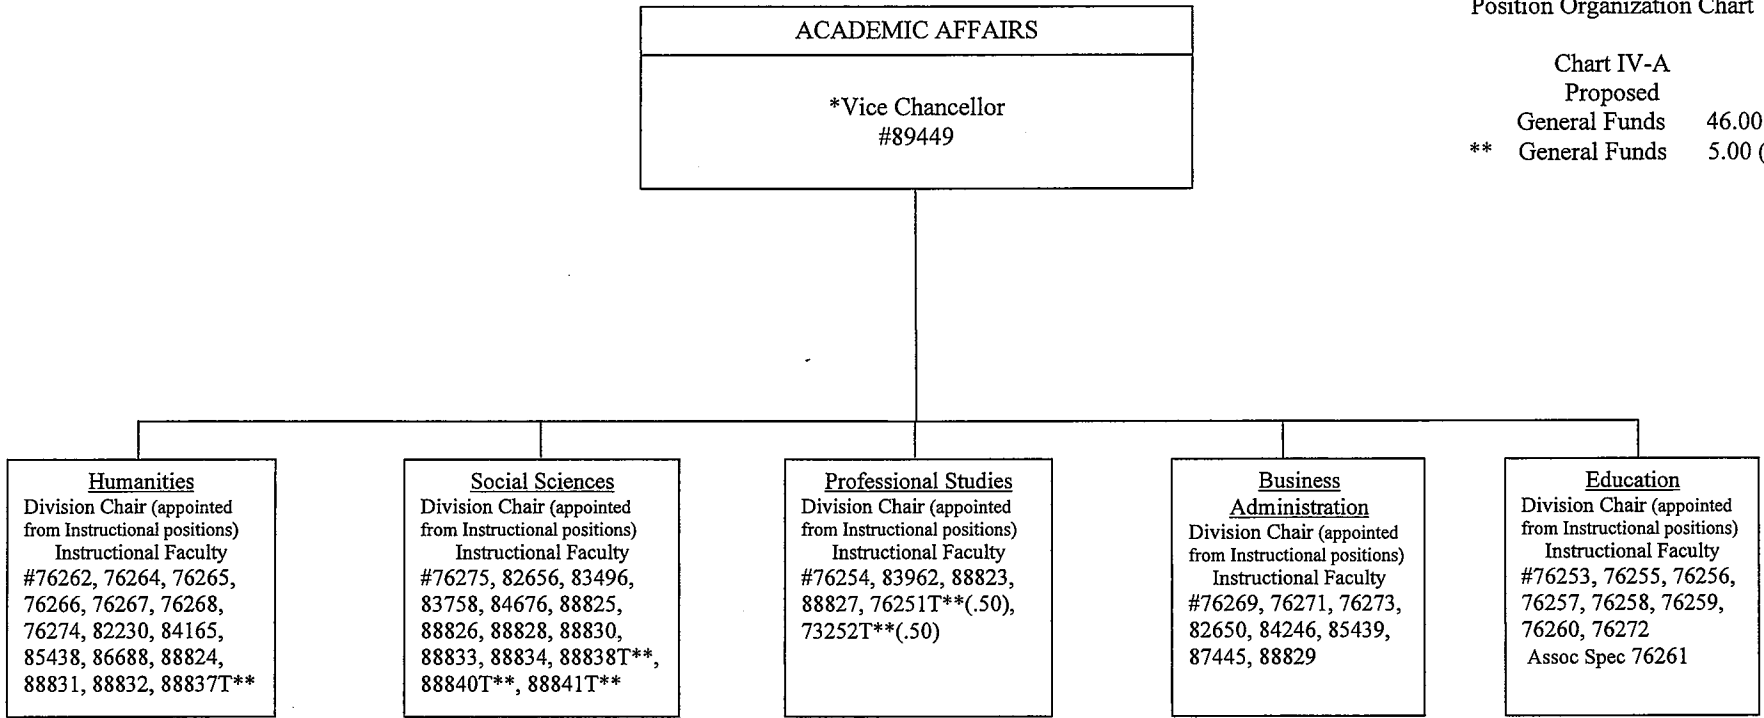 Position Organization Chart
Chart IV-A
Proposed
General Funds 46.00
** General Funds 5.00 (
ACADEMIC AFFAIRS
*Vice Chancellor
#89449
Humanities
Division Chair (appointed
from Instructional positions)
Instructional Faculty
#76262, 76264, 76265,
76266, 76267, 76268,
76274, 82230, 84165,
85438, 86688, 88824,
88831, 88832, 88837T**
Social Sciences
Division Chair (appointed
from Instructional positions)
Instructional Faculty
#76275, 82656, 83496,
83758, 84676, 88825,
88826, 88828, 88830,
88833, 88834, 88838T**,
88840T**, 88841T**
Professional Studies
Division Chair (appointed
from Instructional positions)
Instructional Faculty
#76254, 83962, 88823,
88827, 76251T**(.50),
73252T**(.50)
Business
Administration
Division Chair (appointed
from Instructional positions)
Instructional Faculty
#76269, 76271, 76273,
82650, 84246, 85439,
87445, 88829
Education
Division Chair (appointed
from Instructional positions)
Instructional Faculty
#76253, 76255, 76256,
76257, 76258, 76259,
76260, 76272
Assoc Spec 76261